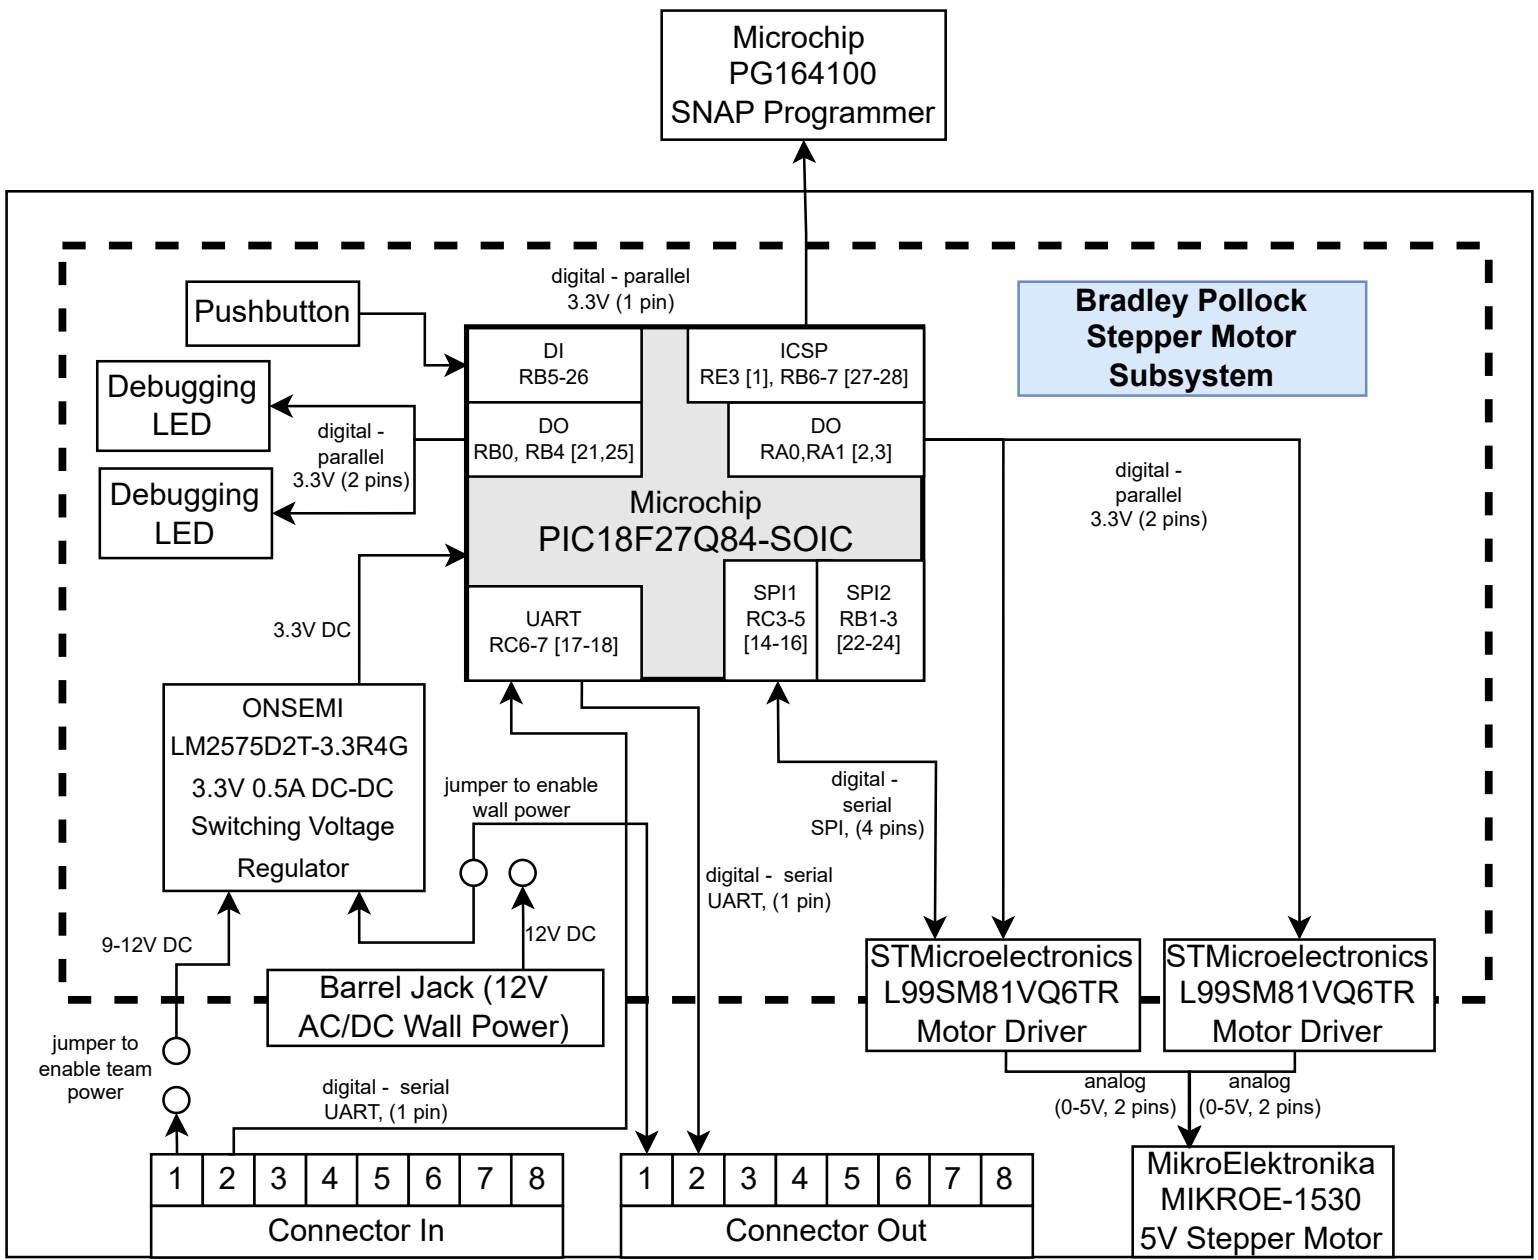 Microchip
PG164100
SNAP Programmer
digital - parallel
3.3V (1 pin)
Bradley Pollock
Stepper Motor
Subsystem
Pushbutton
DI
RB5-26
ICSP
RE3 [1], RB6-7 [27-28]
Debugging
LED
digital -
parallel
3.3V (2 pins)
DO
RB0, RB4 [21,25]
DO
RA0,RA1 [2,3]
digital -
parallel
3.3V (2 pins)
Debugging
LED
Microchip
PIC18F27Q84-SOIC
3.3V DC
UART
RC6-7 [17-18]
SPI1
RC3-5
[14-16]
SPI2
RB1-3
[22-24]
ONSEMI
LM2575D2T-3.3R4G
3.3V 0.5A DC-DC
Switching Voltage
Regulator
jumper to enable
wall power
digital -
serial
SPI, (4 pins)
digital - serial
UART, (1 pin)
9-12V DC
12V DC
Barrel Jack (12V
AC/DC Wall Power)
STMicroelectronics
L99SM81VQ6TR
Motor Driver
STMicroelectronics
L99SM81VQ6TR
Motor Driver
jumper to
enable team
power
digital - serial
UART, (1 pin)
analog
(0-5V, 2 pins)
analog
(0-5V, 2 pins)
1 2 3 4 5 6 7 8
Connector In
1 2 3 4 5 6 7 8
Connector Out
MikroElektronika
MIKROE-1530
5V Stepper Motor